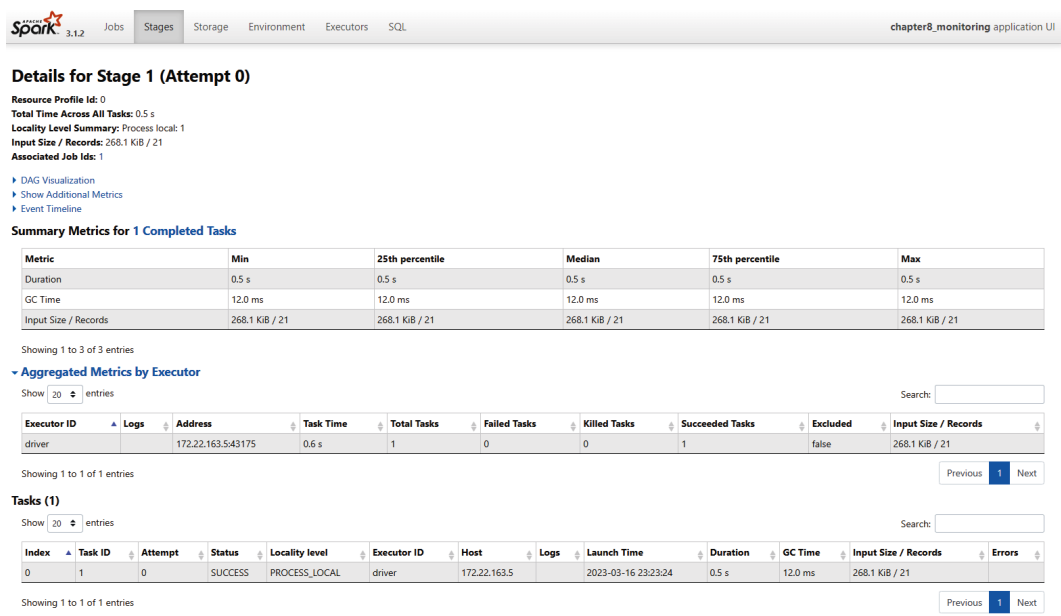 APACHE Spark 3.1.2 Jobs Stages Storage Environment Executors SQL chapter8_monitoring application UI
Details for Stage 1 (Attempt 0)
Resource Profile Id: 0
Total Time Across All Tasks: 0.5 s
Locality Level Summary: Process local: 1
Input Size / Records: 268.1 KiB / 21
Associated Job Ids: 1
DAG Visualization
Show Additional Metrics
Event Timeline
Summary Metrics for 1 Completed Tasks
Metric Min 25th percentile Median 75th percentile Max
Duration 0.5 s 0.5 s 0.5 s 0.5 s 0.5 s
GC Time 12.0 ms 12.0 ms 12.0 ms 12.0 ms 12.0 ms
Input Size / Records 268.1 KiB / 21 268.1 KiB / 21 268.1 KiB / 21 268.1 KiB / 21 268.1 KiB / 21
Showing 1 to 3 of 3 entries
Aggregated Metrics by Executor
Show 20 entries Search:
Executor ID Logs Address Task Time Total Tasks Failed Tasks Killed Tasks Succeeded Tasks Excluded Input Size / Records
driver 172.22.163.5:43175 0.6 s 1 0 0 1 false 268.1 KiB / 21
Showing 1 to 1 of 1 entries Previous 1 Next
Tasks (1)
Show 20 entries Search:
Index Task ID Attempt Status Locality level Executor ID Host Logs Launch Time Duration GC Time Input Size / Records Errors
0 1 0 SUCCESS PROCESS_LOCAL driver 172.22.163.5 2023-03-16 23:23:24 0.5 s 12.0 ms 268.1 KiB / 21
Showing 1 to 1 of 1 entries Previous 1 Next